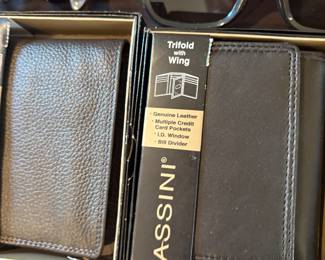 Trifold
with
Wing
· Genuine Leather
· Multiple Credit
Card Pockets
· I.D. Window
· Bill Divider
ASSINI®